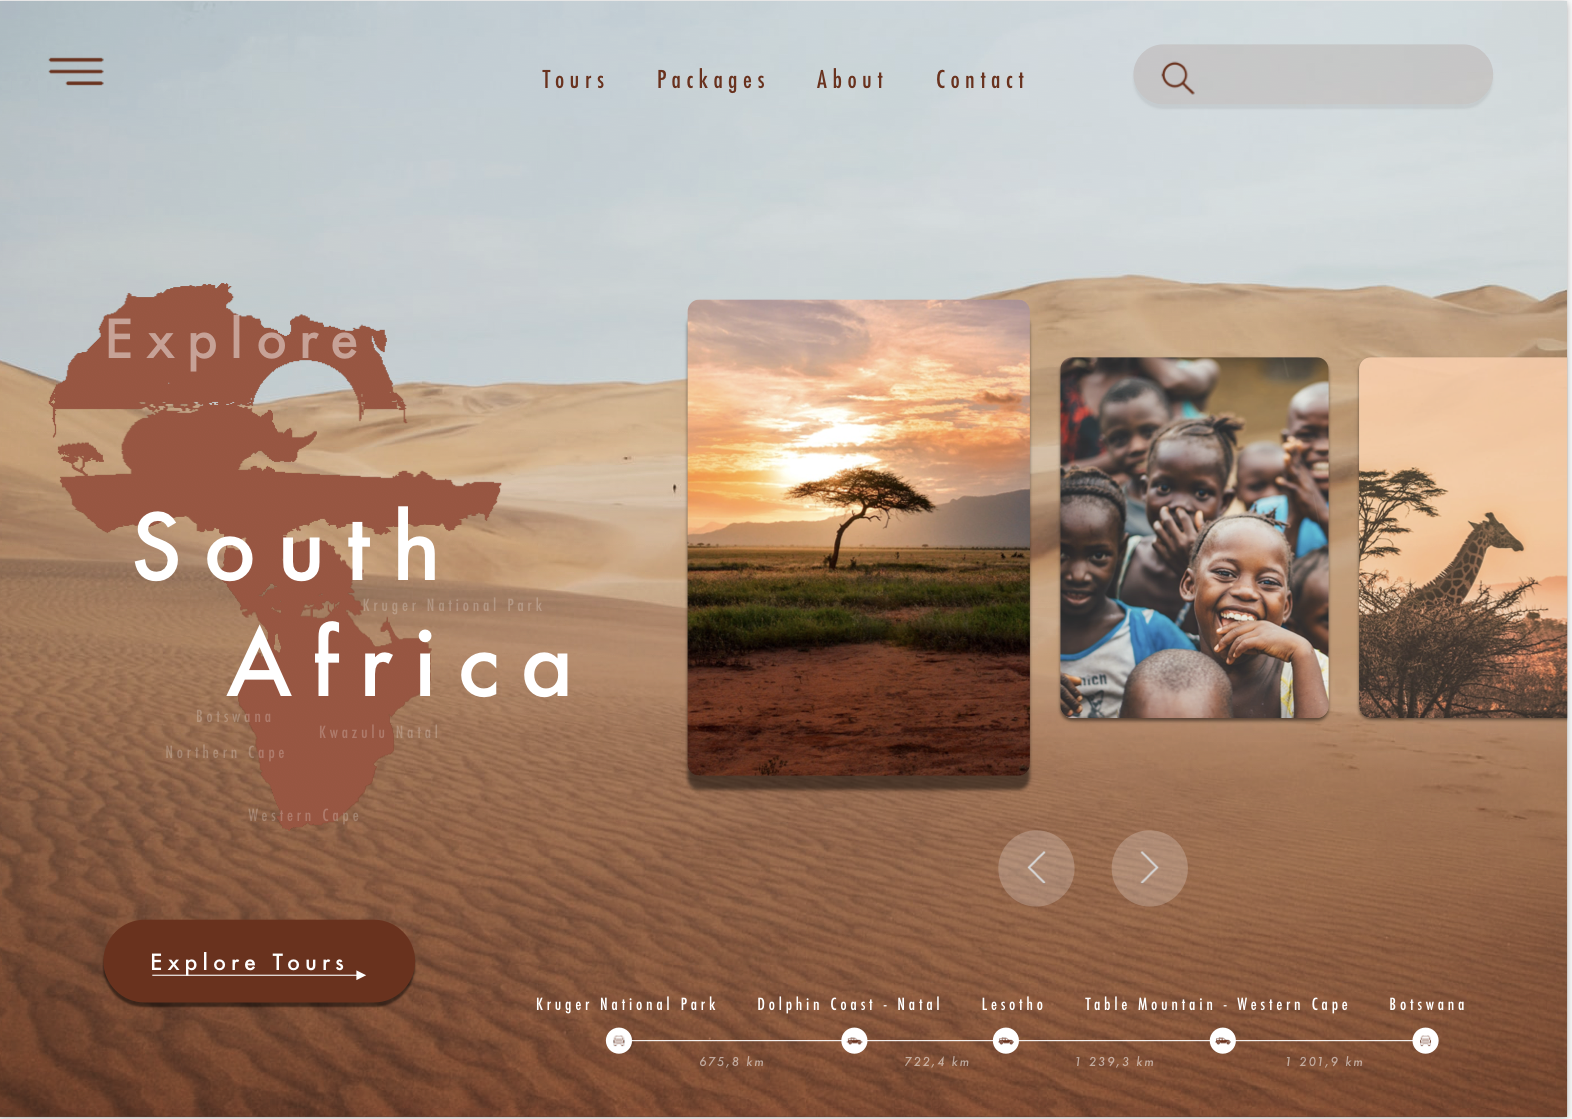 Tours Packages About Contact
Explore
South
Kruger National Park
Africa
Botswana
Kwazulu Natal
Northern Cape
Western Cape
Explore Tours
Kruger National Park Dolphin Coast - Natal Lesotho Table Mountain - Western Cape Botswana
675,8 km 722,4 km 1 239,3 km 1 201,9 km